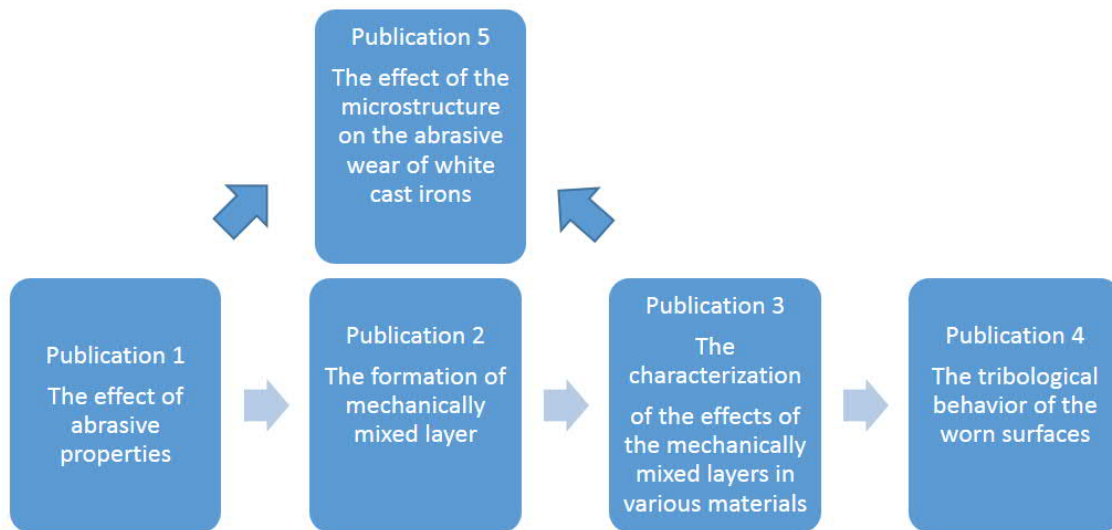 Publication 5
The effect of the
microstructure
on the abrasive
wear of white
cast irons
Publication 1
The effect of
abrasive
properties
Publication 2
The formation of
mechanically
mixed layer
Publication 3
The
characterization
of the effects of
the mechanically
mixed layers in
various materials
Publication 4
The tribological
behavior of the
worn surfaces